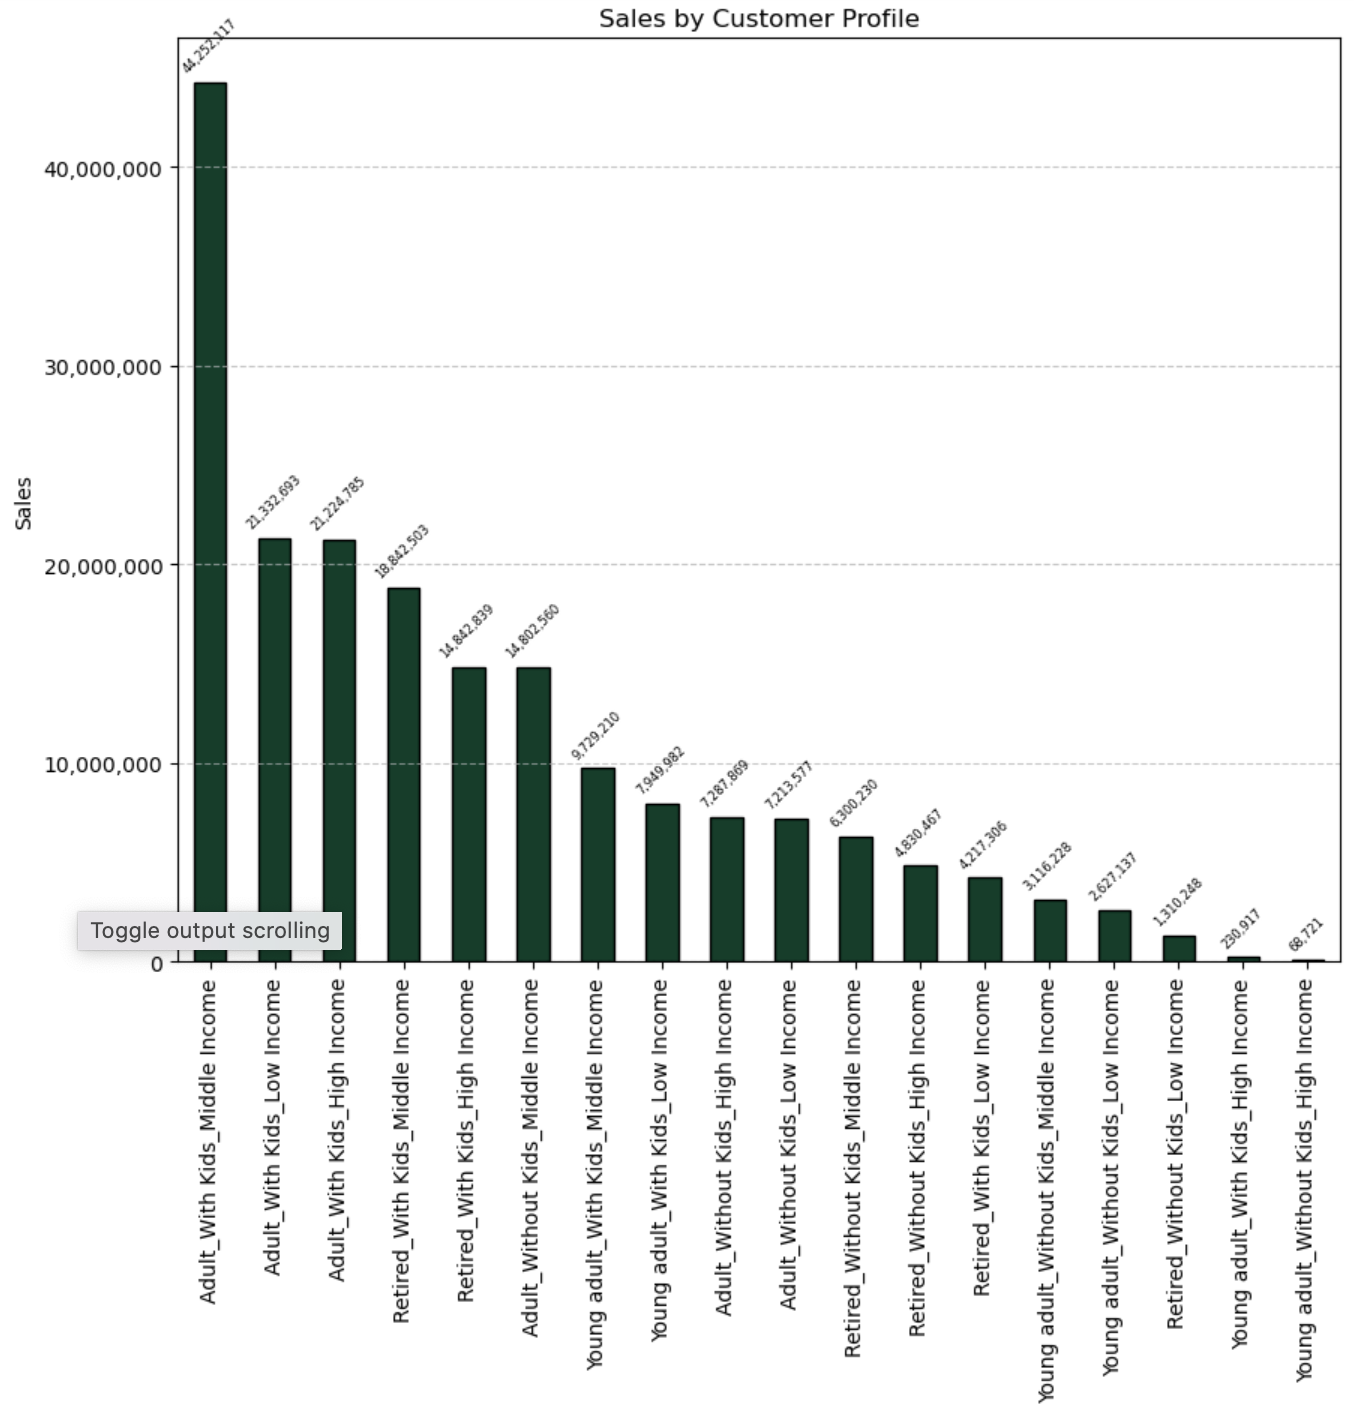 Sales by Customer Profile
Sales
40,000,000
30,000,000
20,000,000
10,000,000
0
44,252,117
21,332,693
21,224,785
18,842,503
14,842,839
14,802,560
9,729,210
7,949,982
7,287,869
7,213,577
6,300,230
4,830,467
4,217,306
3,116,228
2,627,137
1,310,248
230,917
68,721
Toggle output scrolling
Adult_With Kids_Middle Income
Adult_With Kids_Low Income
Adult_With Kids_High Income
Retired_With Kids_Middle Income
Retired_With Kids_High Income
Adult_Without Kids_Middle Income
Young adult_With Kids_Middle Income
Young adult_With Kids_Low Income
Adult_Without Kids_High Income
Adult_Without Kids_Low Income
Retired_Without Kids_Middle Income
Retired_Without Kids_High Income
Retired_With Kids_Low Income
Young adult_Without Kids_Middle Income
Young adult_Without Kids_Low Income
Retired_Without Kids_Low Income
Young adult_With Kids_High Income
Young adult_Without Kids_High Income